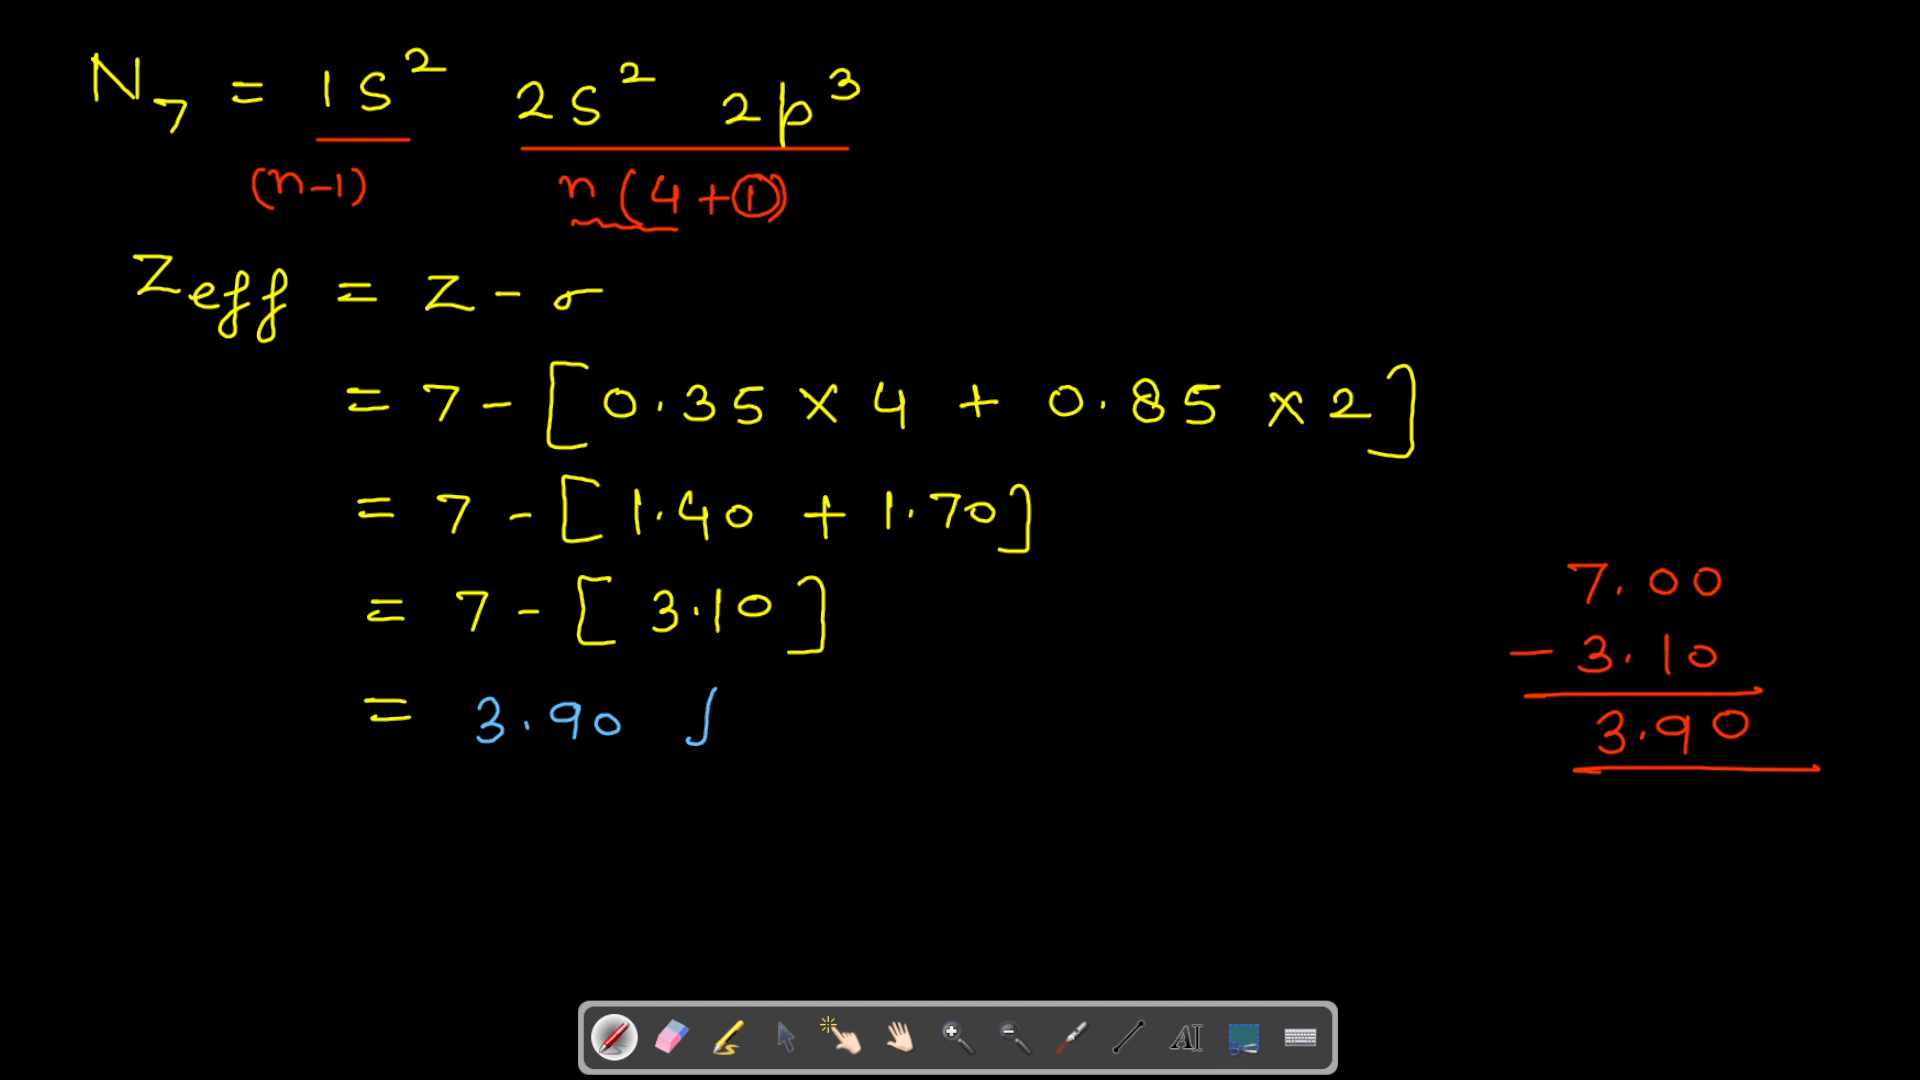 N₇ = 1s² 2s² 2p³
(n-1) n(4+①)
Zeff = Z - σ
= 7 - [0.35 × 4 + 0.85 × 2]
= 7 - [1.40 + 1.70]
= 7 - [3.10]
= 3.90 ∫
7.00
- 3.10
3.90
AI